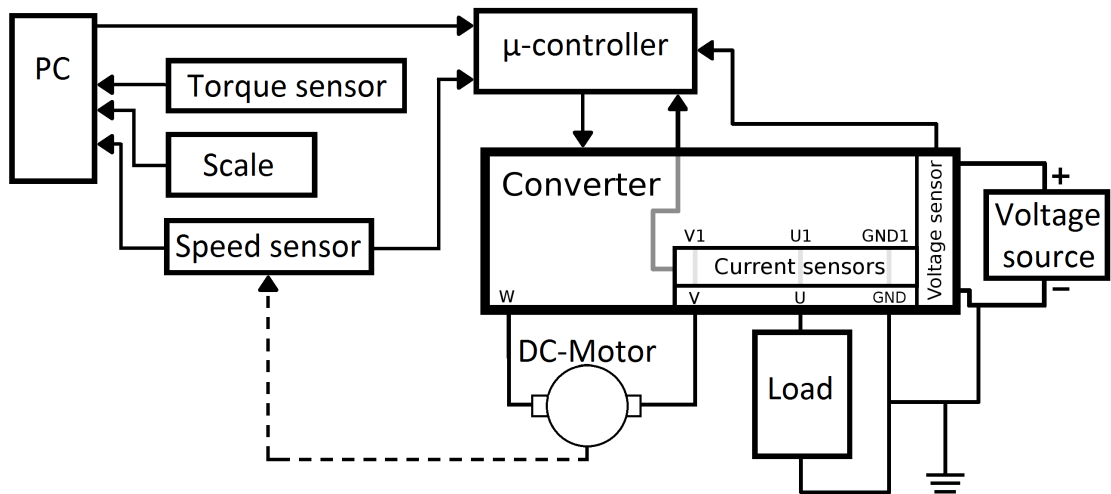 PC
μ-controller
Torque sensor
Scale
Speed sensor
Converter
Voltage sensor
+
Voltage
source
−
V1 U1 GND1
Current sensors
W V U GND
DC-Motor
Load